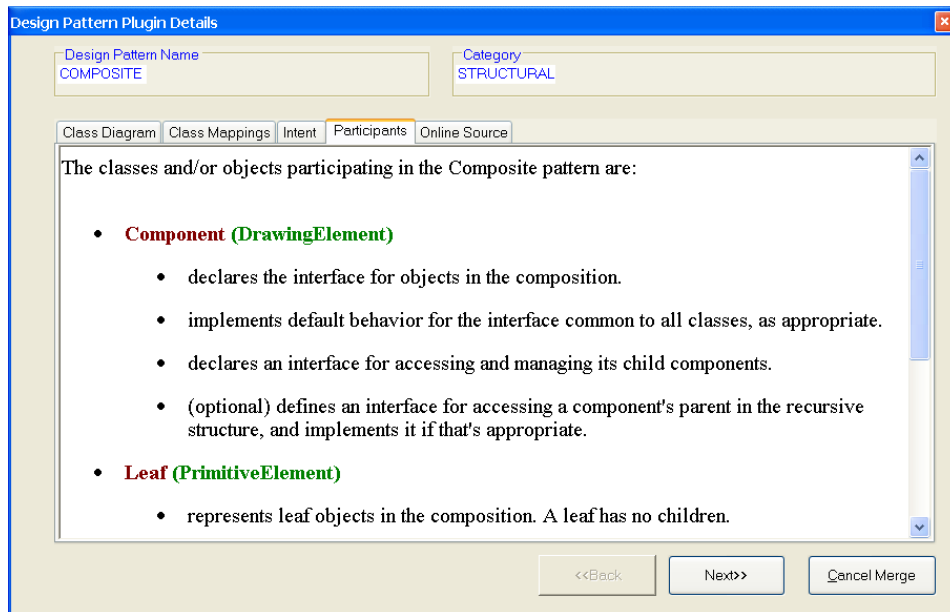 Design Pattern Plugin Details
Design Pattern Name
COMPOSITE
Category
STRUCTURAL
Class Diagram
Class Mappings
Intent
Participants
Online Source
The classes and/or objects participating in the Composite pattern are:
• Component (DrawingElement)
• declares the interface for objects in the composition.
• implements default behavior for the interface common to all classes, as appropriate.
• declares an interface for accessing and managing its child components.
• (optional) defines an interface for accessing a component's parent in the recursive
structure, and implements it if that's appropriate.
• Leaf (PrimitiveElement)
• represents leaf objects in the composition. A leaf has no children.
<<Back
Next>>
Cancel Merge